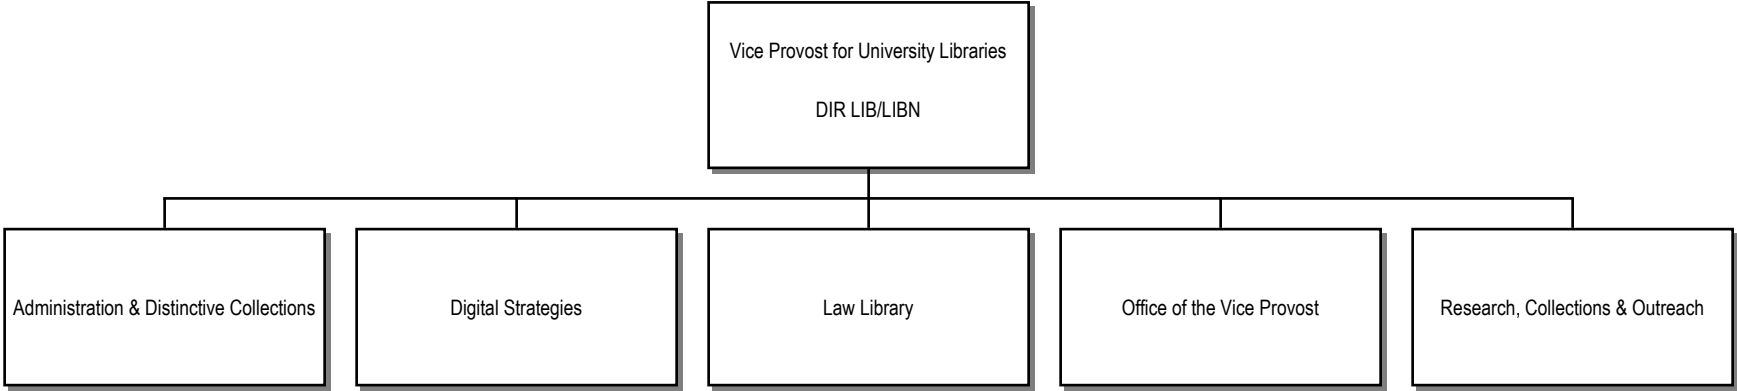 Vice Provost for University Libraries
DIR LIB/LIBN
Administration & Distinctive Collections
Digital Strategies
Law Library
Office of the Vice Provost
Research, Collections & Outreach